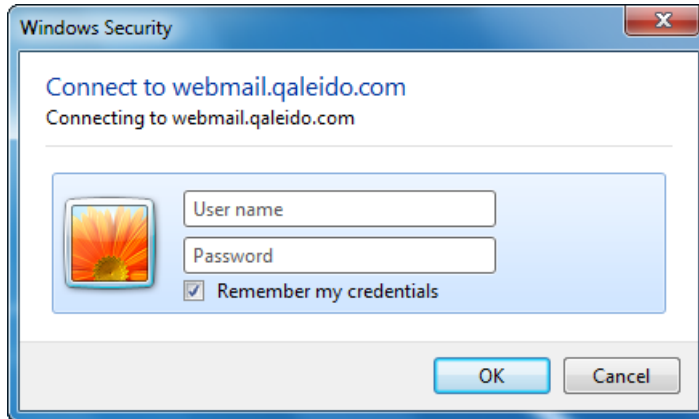 Windows Security
Connect to webmail.qaleido.com
Connecting to webmail.qaleido.com
User name
Password
Remember my credentials
OK
Cancel